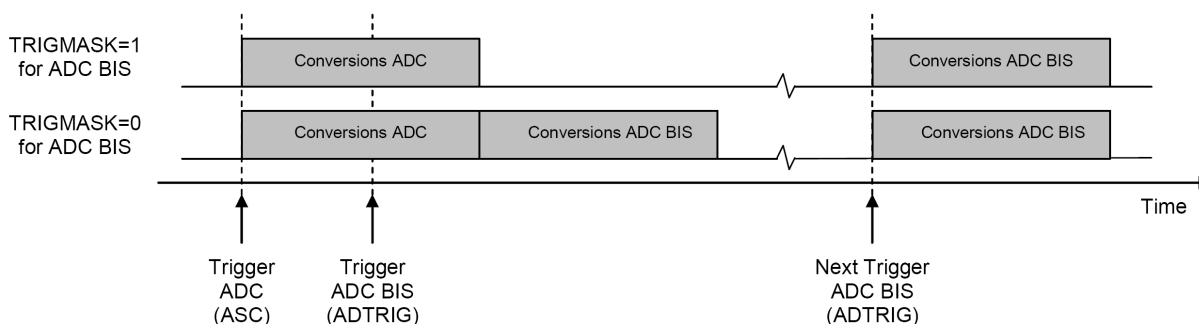 TRIGMASK=1
for ADC BIS
Conversions ADC
Conversions ADC BIS
TRIGMASK=0
for ADC BIS
Conversions ADC
Conversions ADC BIS
Conversions ADC BIS
Time
Trigger
ADC
(ASC)
Trigger
ADC BIS
(ADTRIG)
Next Trigger
ADC BIS
(ADTRIG)